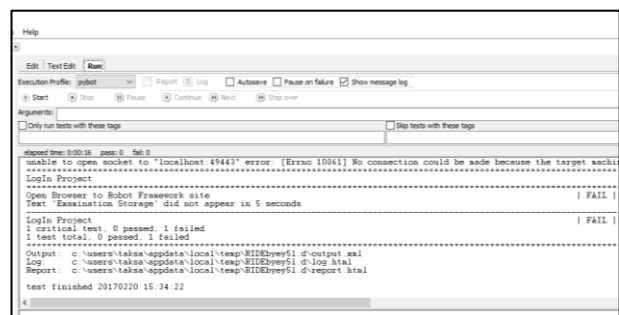 Help
Edit Text Edit Run
Execution Profile: pybot Report Log Autosave Pause on failure Show message log
Start Stop Pause Continue Next Step over
Arguments:
Only run tests with these tags Skip tests with these tags
elapsed time: 0:00:16 pass: 0 fail: 0
unable to open socket to "localhost:49443" error: [Errno 10061] No connection could be made because the target machi
LogIn Project
Open Browser to Robot Framework site | FAIL |
Text 'Examination Storage' did not appear in 5 seconds
LogIn Project | FAIL |
1 critical test, 0 passed, 1 failed
1 test total, 0 passed, 1 failed
Output: c:\users\taksa\appdata\local\temp\RIDEbyey5l.d\output.xml
Log: c:\users\taksa\appdata\local\temp\RIDEbyey5l.d\log.html
Report: c:\users\taksa\appdata\local\temp\RIDEbyey5l.d\report.html
test finished 20170220 15:34:22